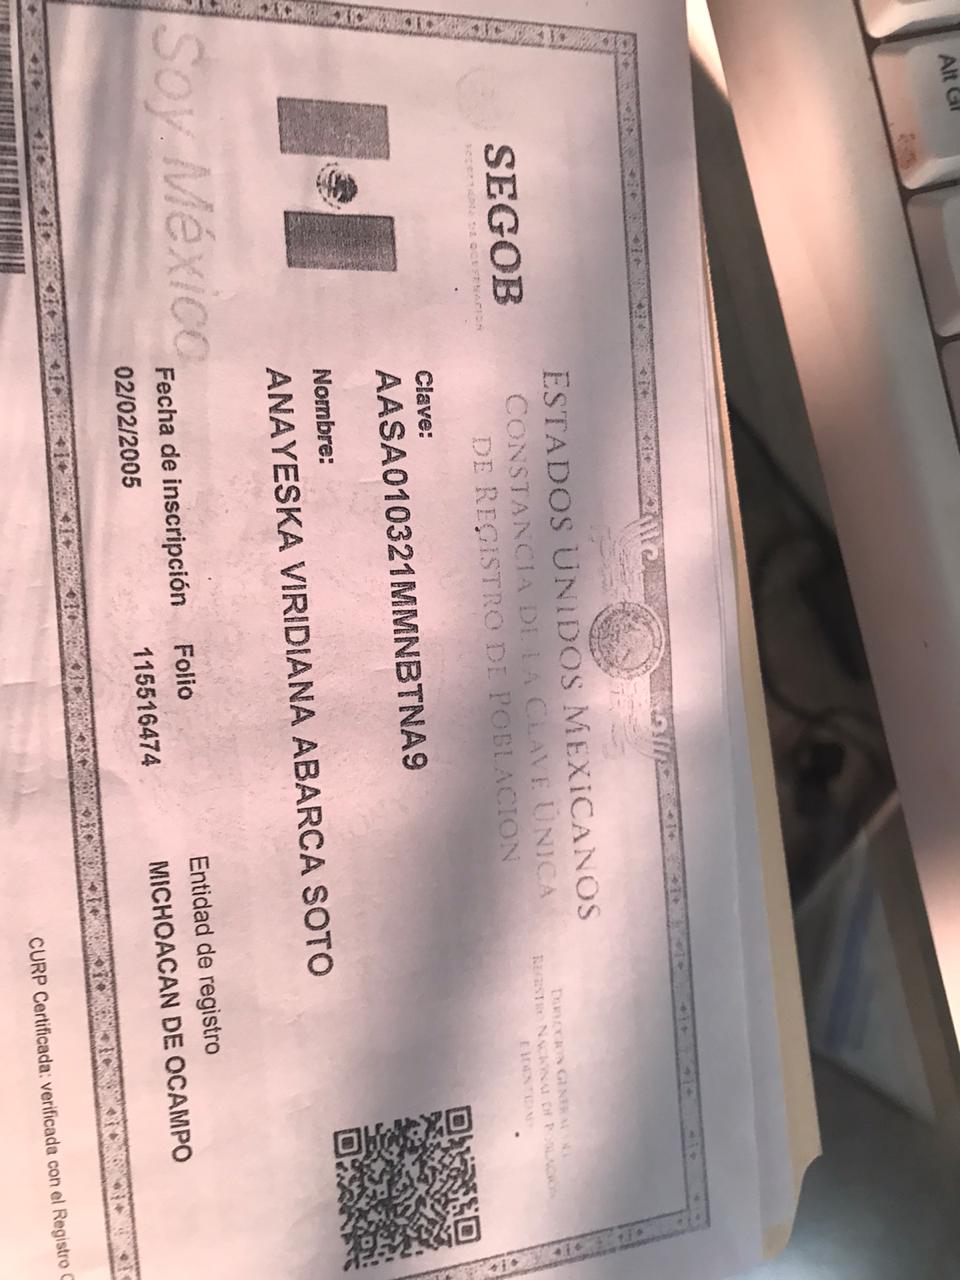 Alt Gr
ESTADOS UNIDOS MEXICANOS
CONSTANCIA DE LA CLAVE ÚNICA
DE REGISTRO DE POBLACIÓN
SEGOB
SECRETARÍA DE GOBERNACIÓN
DIRECCIÓN GENERAL DEL
REGISTRO NACIONAL DE POBLACIÓN
E IDENTIDAD
Soy México
Clave:
AASA010321MMNBTNA9
Nombre:
ANAYESKA VIRIDIANA ABARCA SOTO
Fecha de inscripción
02/02/2005
Folio
115516474
Entidad de registro
MICHOACAN DE OCAMPO
CURP Certificada: verificada con el Registro C